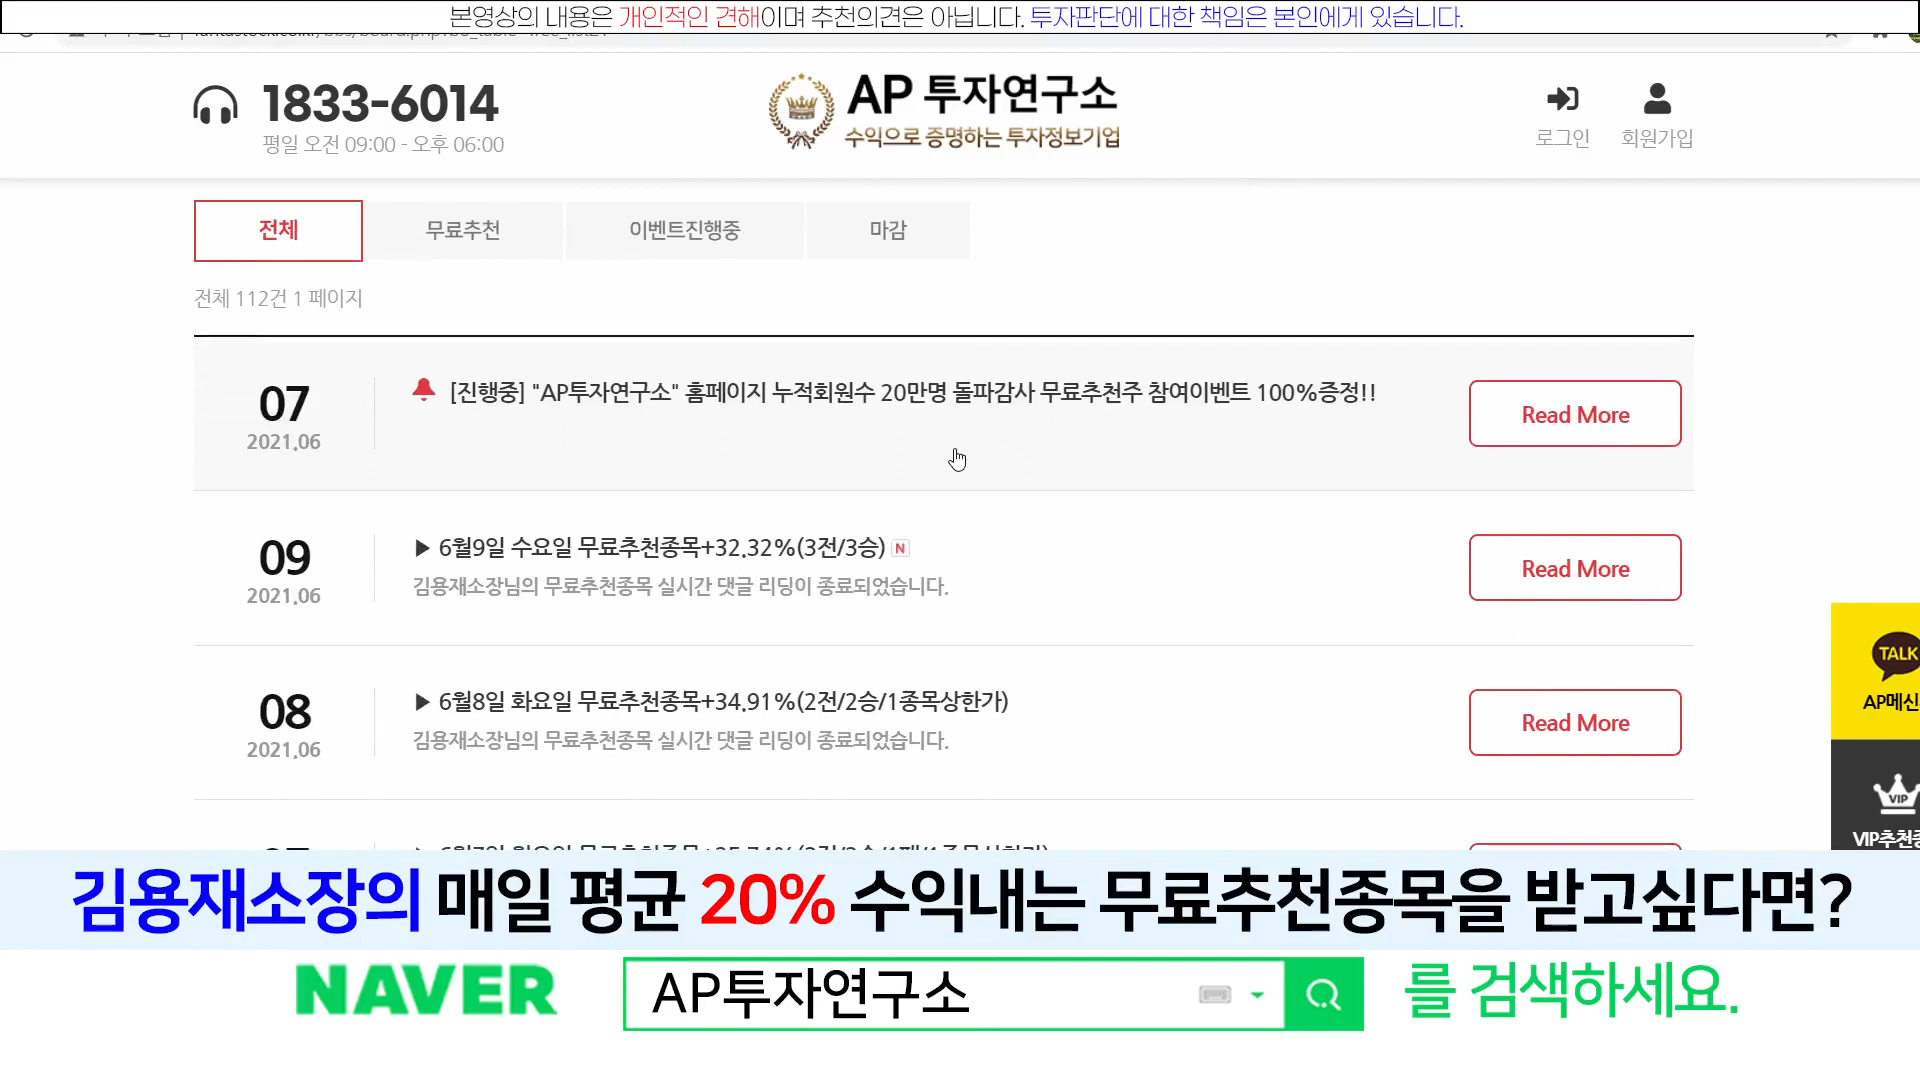 본영상의 내용은 개인적인 견해이며 추천의견은 아닙니다. 투자판단에 대한 책임은 본인에게 있습니다.
1833-6014
평일 오전 09:00 - 오후 06:00
AP 투자연구소
수익으로 증명하는 투자정보기업
로그인
회원가입
전체
무료추천
이벤트진행중
마감
전체 112건 1 페이지
07
2021.06
[진행중] "AP투자연구소" 홈페이지 누적회원수 20만명 돌파감사 무료추천주 참여이벤트 100%증정!!
Read More
09
2021.06
▶ 6월9일 수요일 무료추천종목+32.32%(3전/3승) N
김용재소장님의 무료추천종목 실시간 댓글 리딩이 종료되었습니다.
Read More
08
2021.06
▶ 6월8일 화요일 무료추천종목+34.91%(2전/2승/1종목상한가)
김용재소장님의 무료추천종목 실시간 댓글 리딩이 종료되었습니다.
Read More
TALK
AP메신
VIP
VIP추천
김용재소장의 매일 평균 20% 수익내는 무료추천종목을 받고싶다면?
NAVER
AP투자연구소
를 검색하세요.